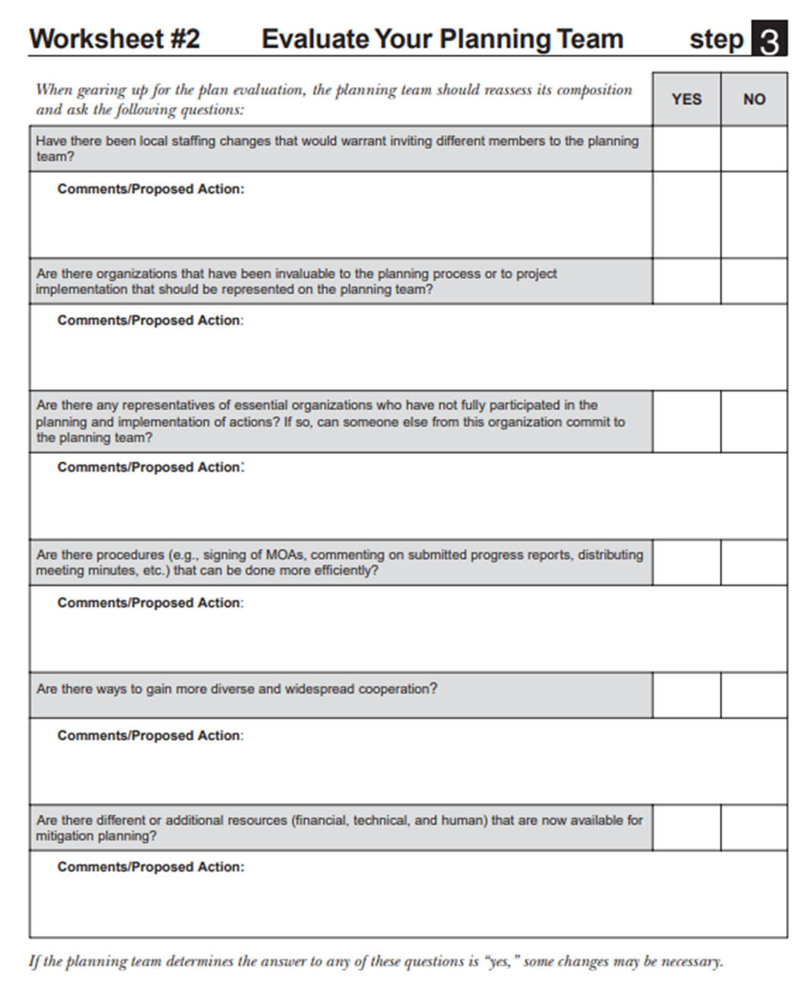 Worksheet #2 Evaluate Your Planning Team step 3
When gearing up for the plan evaluation, the planning team should reassess its composition
and ask the following questions:
YES NO
Have there been local staffing changes that would warrant inviting different members to the planning
team?
Comments/Proposed Action:
Are there organizations that have been invaluable to the planning process or to project
implementation that should be represented on the planning team?
Comments/Proposed Action:
Are there any representatives of essential organizations who have not fully participated in the
planning and implementation of actions? If so, can someone else from this organization commit to
the planning team?
Comments/Proposed Action:
Are there procedures (e.g., signing of MOAs, commenting on submitted progress reports, distributing
meeting minutes, etc.) that can be done more efficiently?
Comments/Proposed Action:
Are there ways to gain more diverse and widespread cooperation?
Comments/Proposed Action:
Are there different or additional resources (financial, technical, and human) that are now available for
mitigation planning?
Comments/Proposed Action:
If the planning team determines the answer to any of these questions is “yes,” some changes may be necessary.